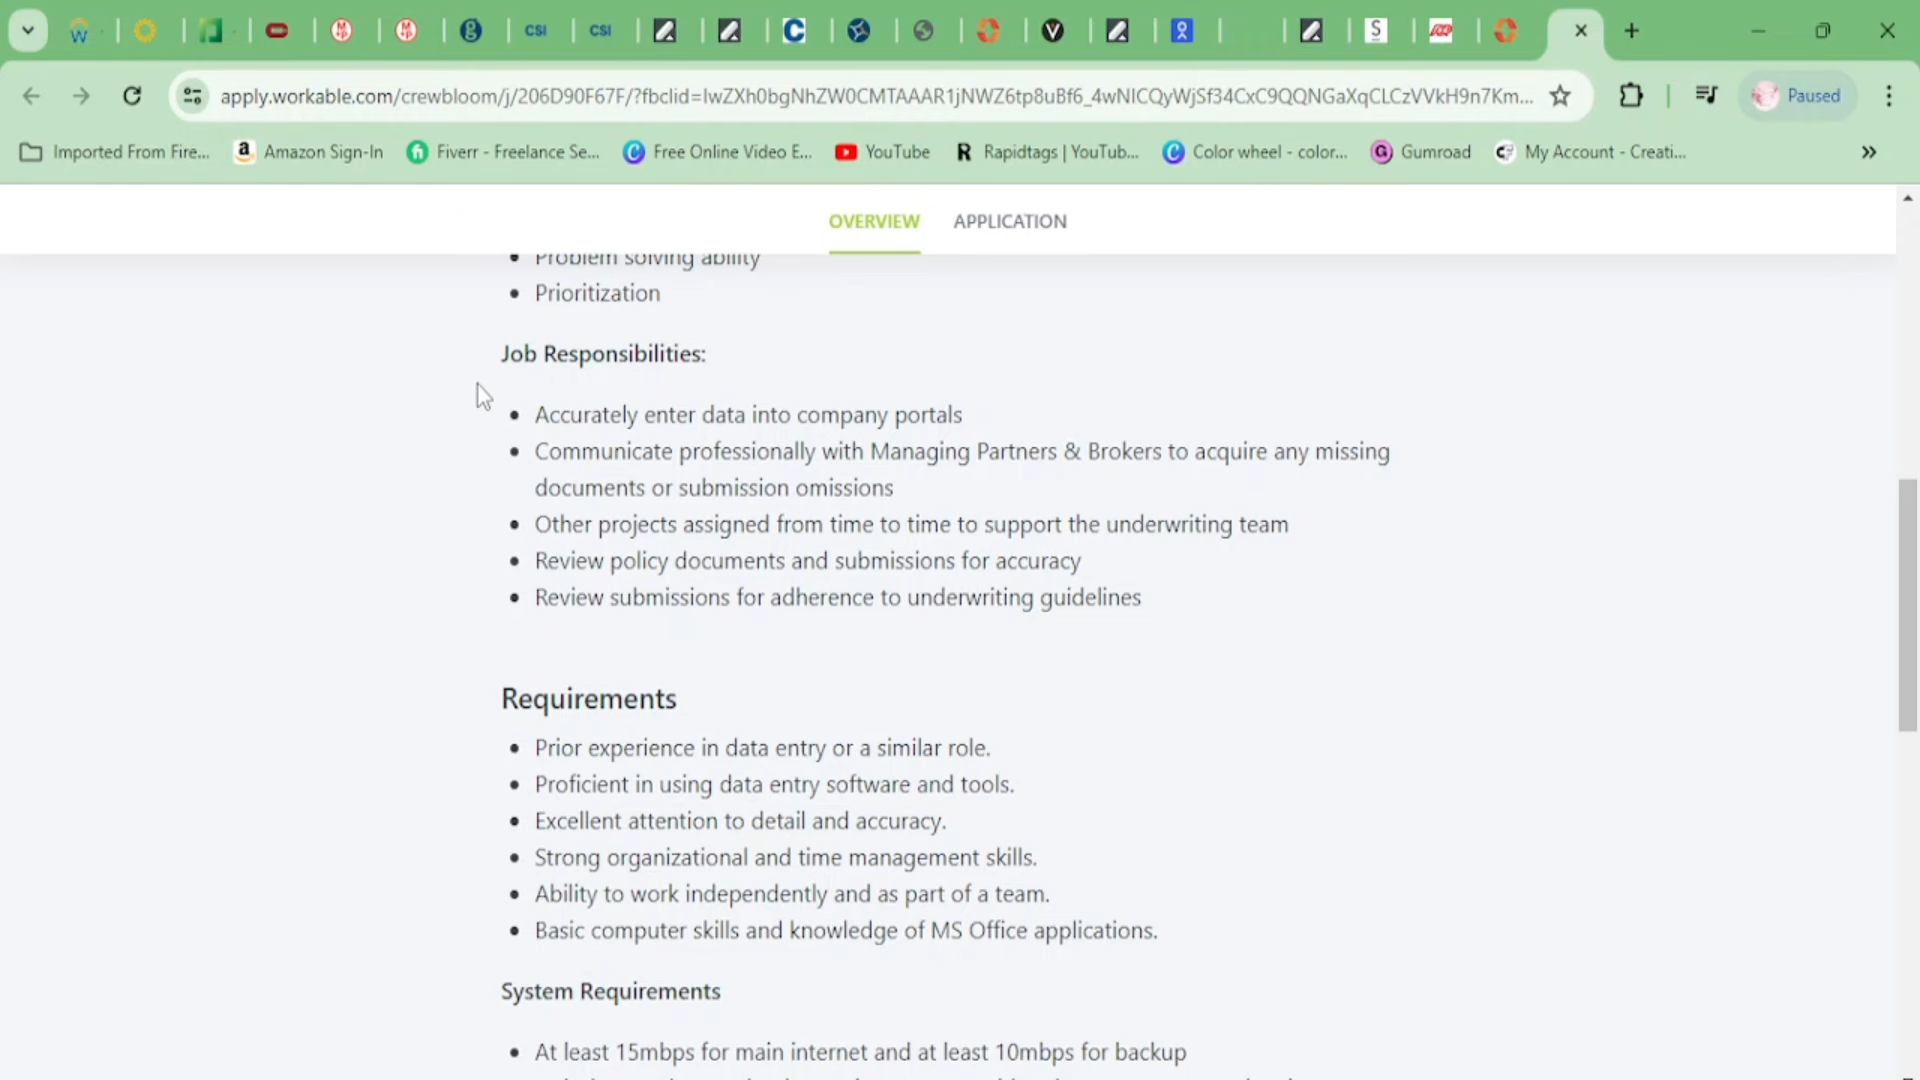 CSI
CSI
S
apply.workable.com/crewbloom/j/206D90F67F/?fbclid=IwZXh0bgNhZW0CMTAAAR1jNWZ6tp8uBf6_4wNICQyWjSf34CxC9QQNGaXqCLCzVVkH9n7Km...
Paused
Imported From Fire...
Amazon Sign-In
Fiverr - Freelance Se...
Free Online Video E...
YouTube
Rapidtags | YouTub...
Color wheel - color...
Gumroad
My Account - Creati...
OVERVIEW
APPLICATION
Problem solving ability
Prioritization
Job Responsibilities:
Accurately enter data into company portals
Communicate professionally with Managing Partners & Brokers to acquire any missing
documents or submission omissions
Other projects assigned from time to time to support the underwriting team
Review policy documents and submissions for accuracy
Review submissions for adherence to underwriting guidelines
Requirements
Prior experience in data entry or a similar role.
Proficient in using data entry software and tools.
Excellent attention to detail and accuracy.
Strong organizational and time management skills.
Ability to work independently and as part of a team.
Basic computer skills and knowledge of MS Office applications.
System Requirements
At least 15mbps for main internet and at least 10mbps for backup